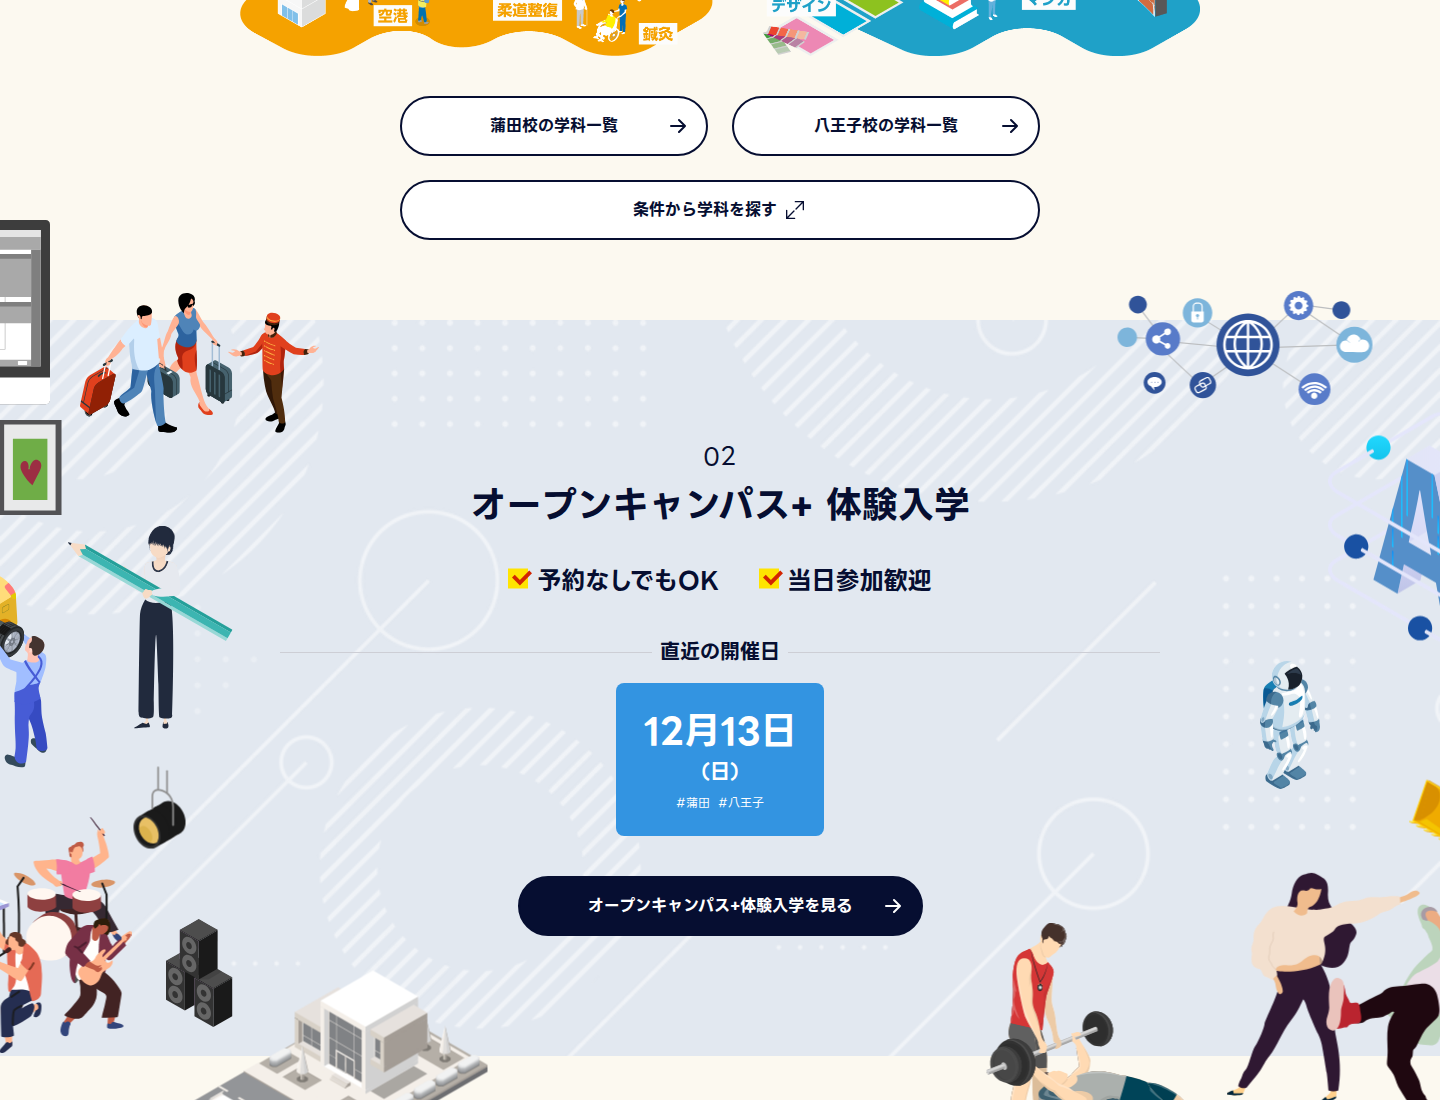 空港
柔道整復
鍼灸
デザイン
マンガ
蒲田校の学科一覧
八王子校の学科一覧
条件から学科を探す
02
オープンキャンパス+ 体験入学
予約なしでもOK
当日参加歓迎
直近の開催日
12月13日
（日）
#蒲田 #八王子
オープンキャンパス+体験入学を見る